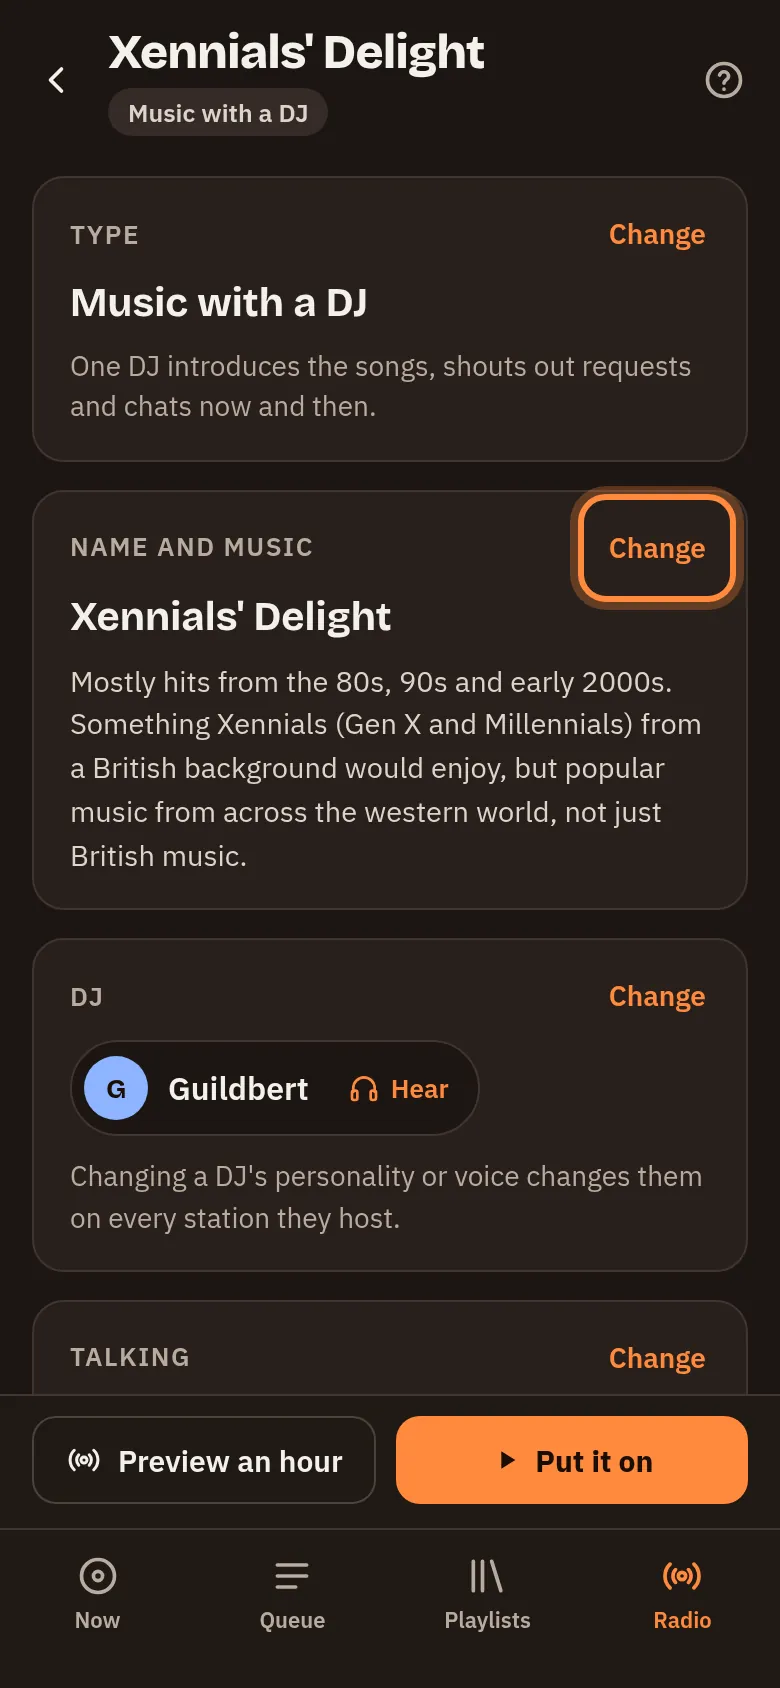 Xennials' Delight
Music with a DJ
TYPE
Change
Music with a DJ
One DJ introduces the songs, shouts out requests
and chats now and then.
NAME AND MUSIC
Change
Xennials' Delight
Mostly hits from the 80s, 90s and early 2000s.
Something Xennials (Gen X and Millennials) from
a British background would enjoy, but popular
music from across the western world, not just
British music.
DJ
Change
G
Guildbert
Hear
Changing a DJ's personality or voice changes them
on every station they host.
TALKING
Change
Preview an hour
Put it on
Now
Queue
Playlists
Radio